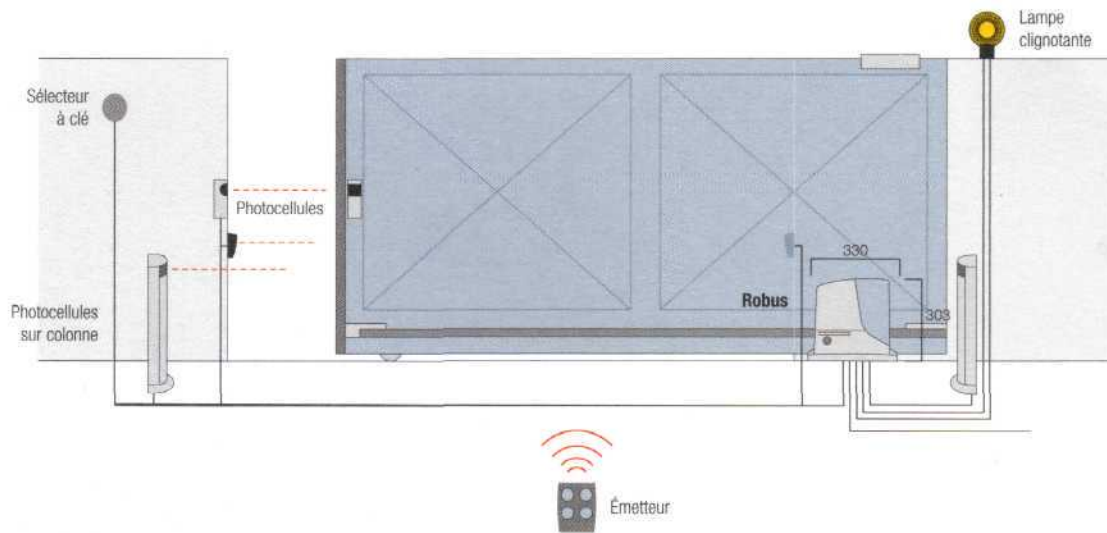 Lampe
clignotante
Sélecteur
à clé
Photocellules
330
Robus
303
Photocellules
sur colonne
Émetteur